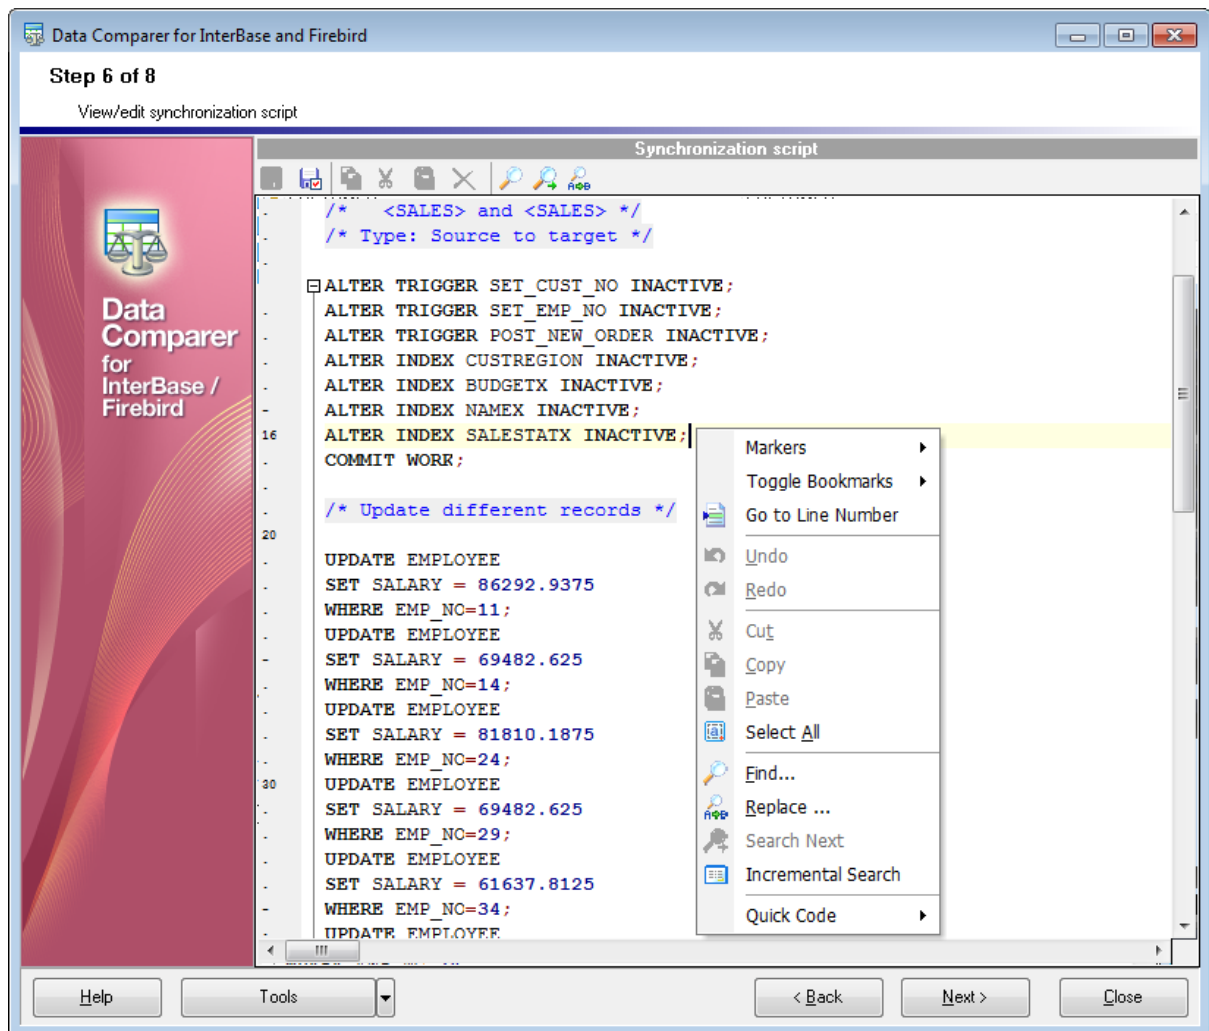 Data Comparer for InterBase and Firebird
Step 6 of 8
View/edit synchronization script
Synchronization script
Data
Comparer
for
InterBase /
Firebird
/*   <SALES> and <SALES> */
/* Type: Source to target */
ALTER TRIGGER SET_CUST_NO INACTIVE;
ALTER TRIGGER SET_EMP_NO INACTIVE;
ALTER TRIGGER POST_NEW_ORDER INACTIVE;
ALTER INDEX CUSTREGION INACTIVE;
ALTER INDEX BUDGETX INACTIVE;
ALTER INDEX NAMEX INACTIVE;
16 ALTER INDEX SALESTATX INACTIVE;
COMMIT WORK;
/* Update different records */
20
UPDATE EMPLOYEE
SET SALARY = 86292.9375
WHERE EMP_NO=11;
UPDATE EMPLOYEE
SET SALARY = 69482.625
WHERE EMP_NO=14;
UPDATE EMPLOYEE
SET SALARY = 81810.1875
WHERE EMP_NO=24;
30 UPDATE EMPLOYEE
SET SALARY = 69482.625
WHERE EMP_NO=29;
UPDATE EMPLOYEE
SET SALARY = 61637.8125
WHERE EMP_NO=34;
UPDATE EMPLOYEE
Markers
Toggle Bookmarks
Go to Line Number
Undo
Redo
Cut
Copy
Paste
Select All
Find...
Replace ...
Search Next
Incremental Search
Quick Code
Help
Tools
< Back
Next >
Close